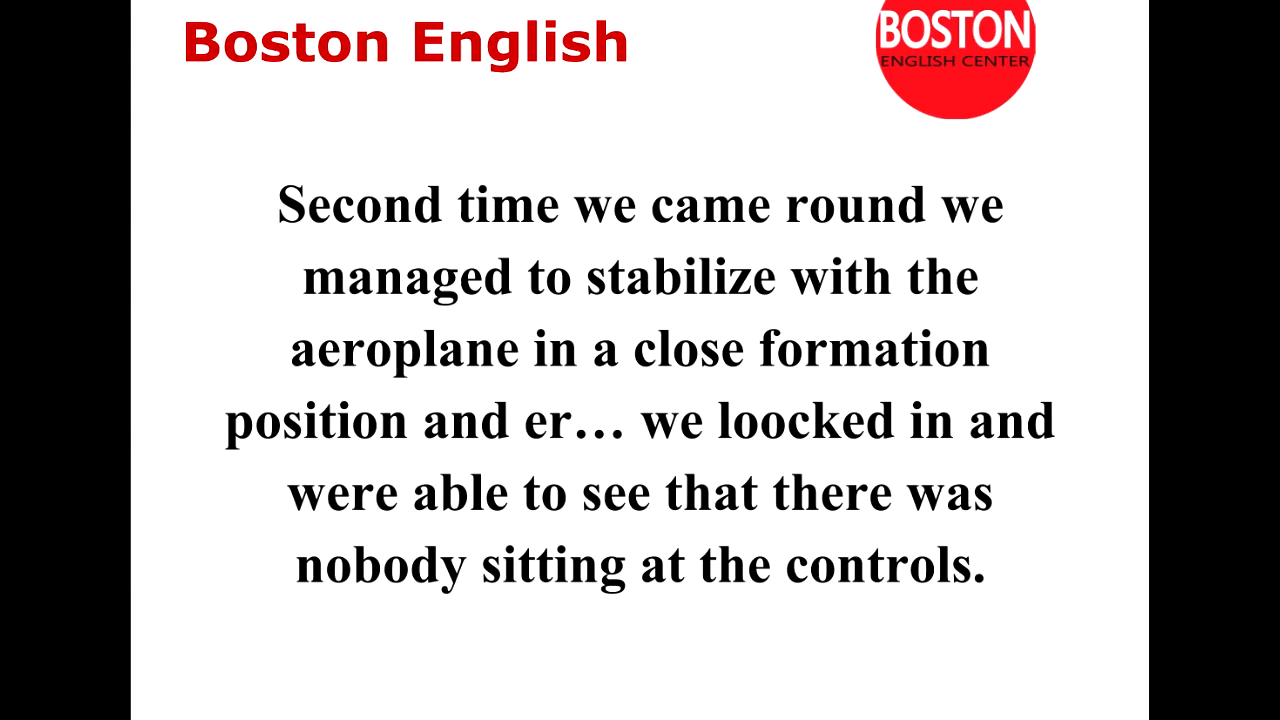 Boston English
BOSTON
ENGLISH CENTER
Second time we came round we
managed to stabilize with the
aeroplane in a close formation
position and er… we loocked in and
were able to see that there was
nobody sitting at the controls.